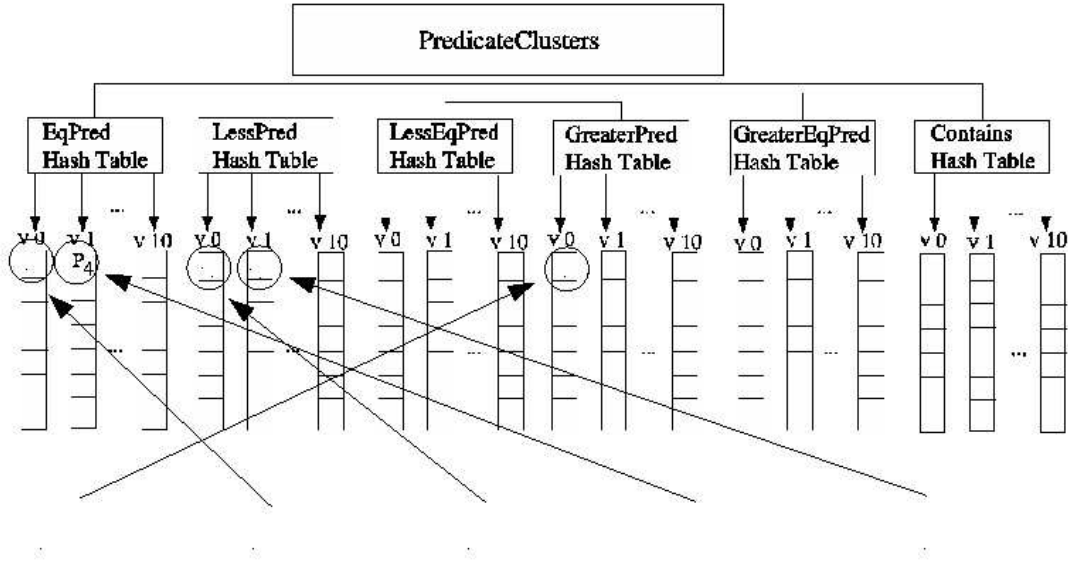 PredicateClusters
EqPred
Hash Table
LessPred
Hash Table
LessEqPred
Hash Table
GreaterPred
Hash Table
GreaterEqPred
Hash Table
Contains
Hash Table
... ... ... ... ... ...
v 0 v 1 v 10 v 0 v 1 v 10 v 0 v 1 v 10 v 0 v 1 v 10 v 0 v 1 v 10 v 0 v 1 v 10
P4
... ... ... ... ... ...